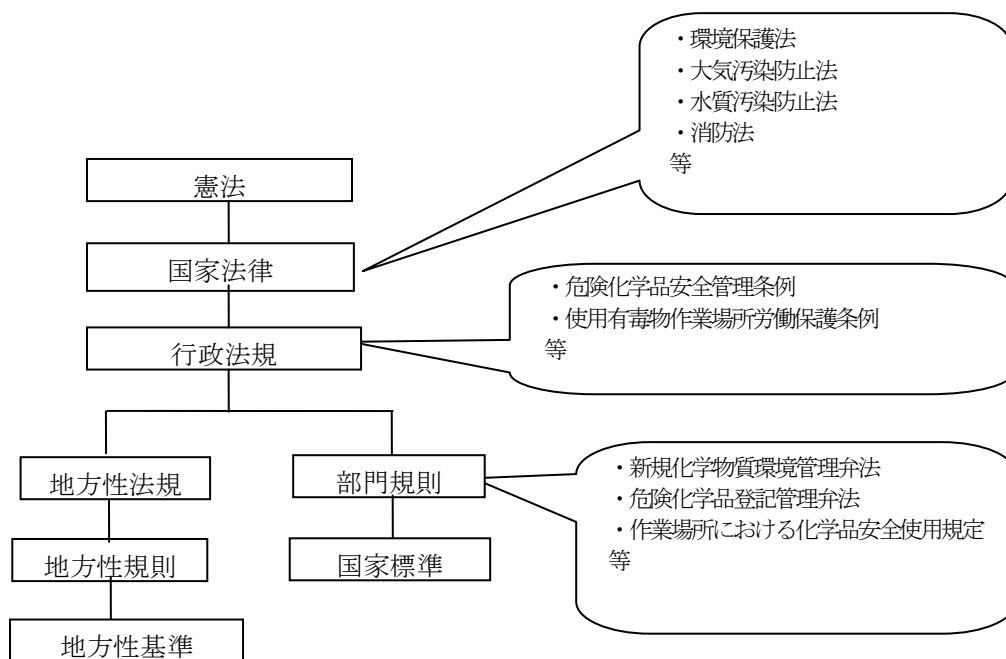 ・環境保護法
・大気汚染防止法
・水質汚染防止法
・消防法
等
憲法
国家法律
・危険化学品安全管理条例
・使用有毒物作業場所労働保護条例
等
行政法規
地方性法規
部門規則
・新規化学物質環境管理弁法
・危険化学品登記管理弁法
・作業場所における化学品安全使用規定
等
地方性規則
国家標準
地方性基準